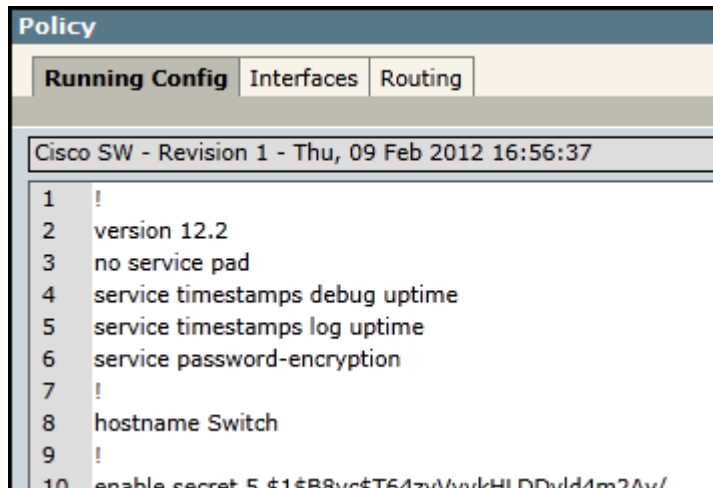 Policy
Running Config Interfaces Routing
Cisco SW - Revision 1 - Thu, 09 Feb 2012 16:56:37
1 !
2 version 12.2
3 no service pad
4 service timestamps debug uptime
5 service timestamps log uptime
6 service password-encryption
7 !
8 hostname Switch
9 !
10 enable secret 5